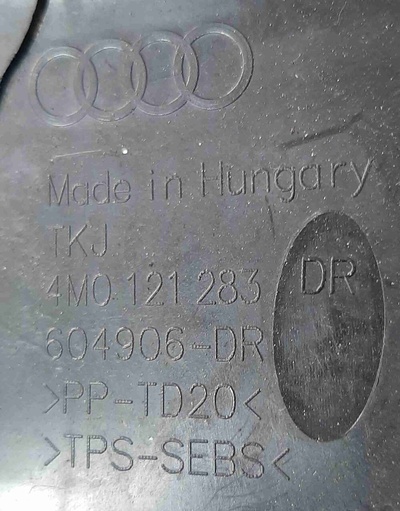 Made in Hungary
TKJ
4M0 121 283
DR
604906-DR
>PP-TD20<
>TPS-SEBS<